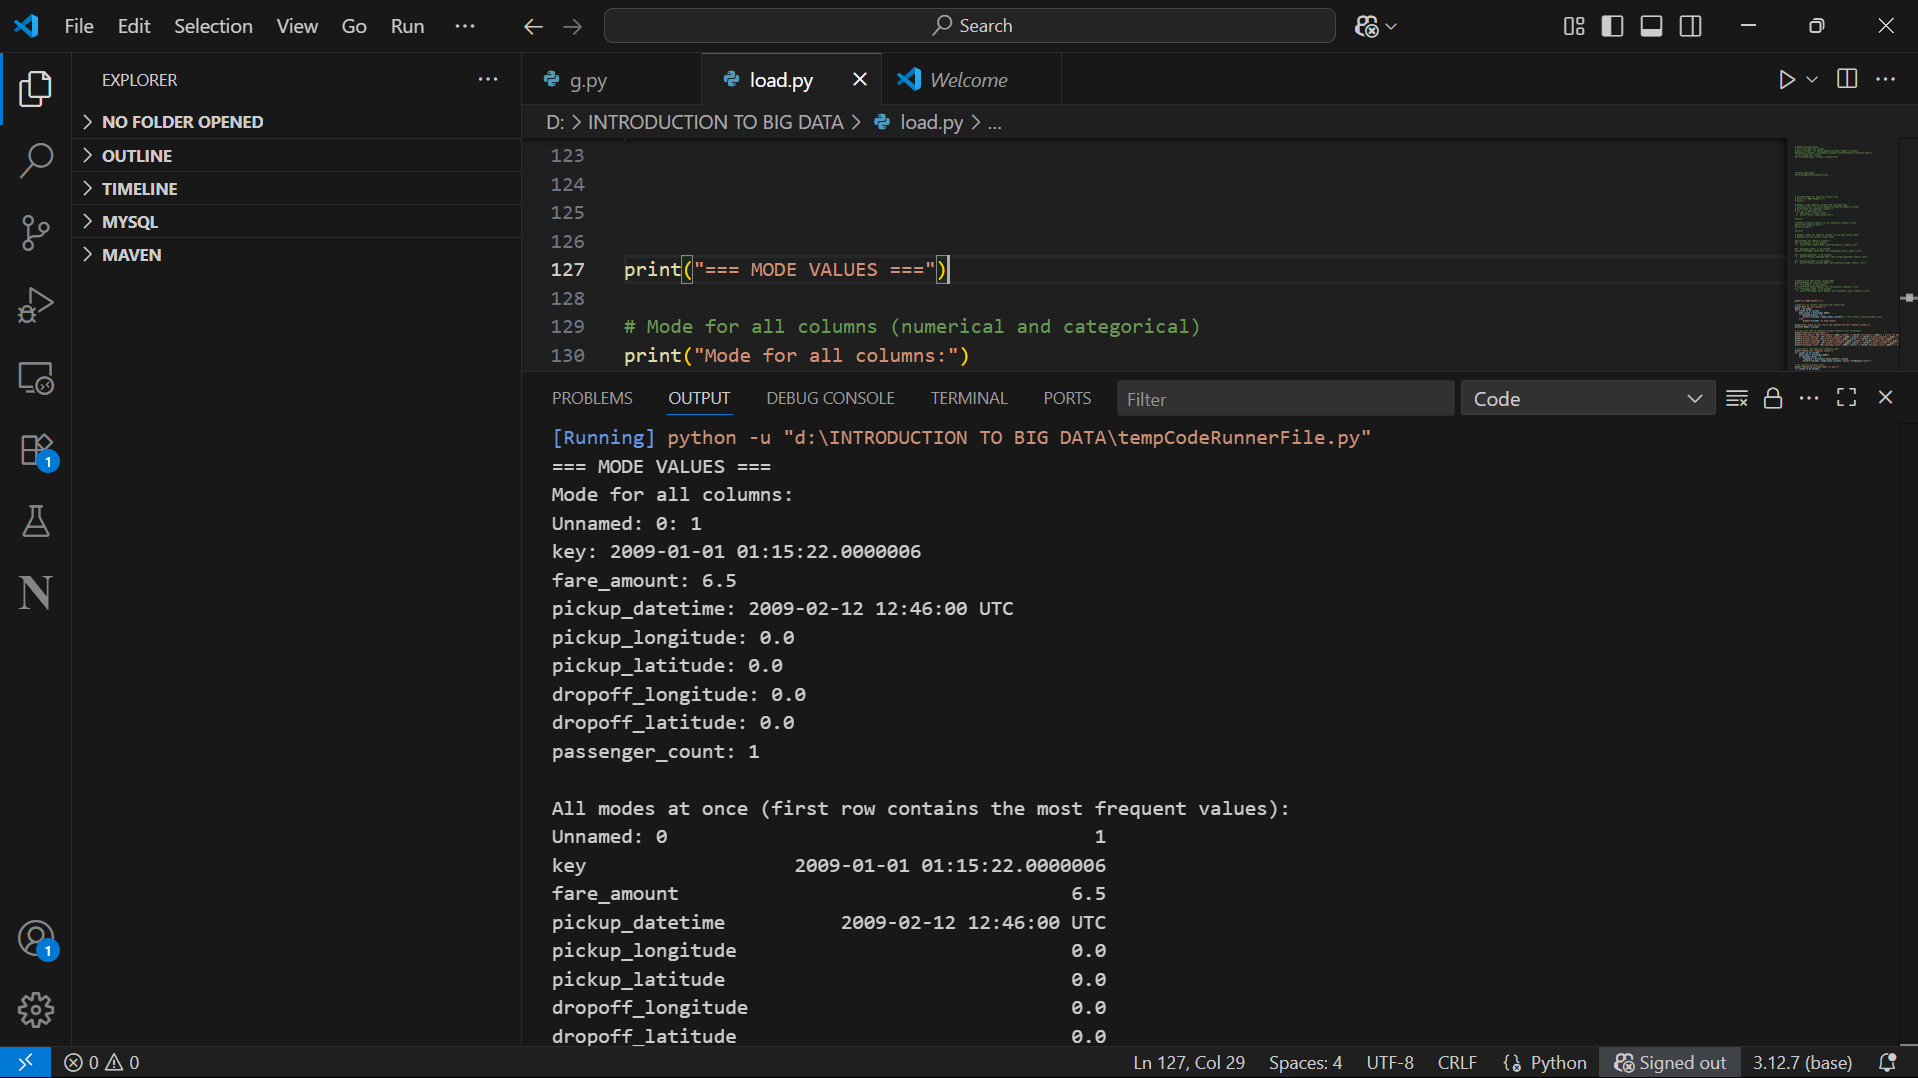 File Edit Selection View Go Run ···
Search
EXPLORER ···
NO FOLDER OPENED
OUTLINE
TIMELINE
MYSQL
MAVEN
1
N
1
g.py
load.py
Welcome
D: > INTRODUCTION TO BIG DATA > load.py > ...
123
124
125
126
127 print("=== MODE VALUES ===")
128
129 # Mode for all columns (numerical and categorical)
130 print("Mode for all columns:")
PROBLEMS OUTPUT DEBUG CONSOLE TERMINAL PORTS Filter Code
[Running] python -u "d:\INTRODUCTION TO BIG DATA\tempCodeRunnerFile.py"
=== MODE VALUES ===
Mode for all columns:
Unnamed: 0: 1
key: 2009-01-01 01:15:22.0000006
fare_amount: 6.5
pickup_datetime: 2009-02-12 12:46:00 UTC
pickup_longitude: 0.0
pickup_latitude: 0.0
dropoff_longitude: 0.0
dropoff_latitude: 0.0
passenger_count: 1
All modes at once (first row contains the most frequent values):
Unnamed: 0 1
key 2009-01-01 01:15:22.0000006
fare_amount 6.5
pickup_datetime 2009-02-12 12:46:00 UTC
pickup_longitude 0.0
pickup_latitude 0.0
dropoff_longitude 0.0
dropoff_latitude 0.0
0 0 Ln 127, Col 29 Spaces: 4 UTF-8 CRLF Python Signed out 3.12.7 (base)